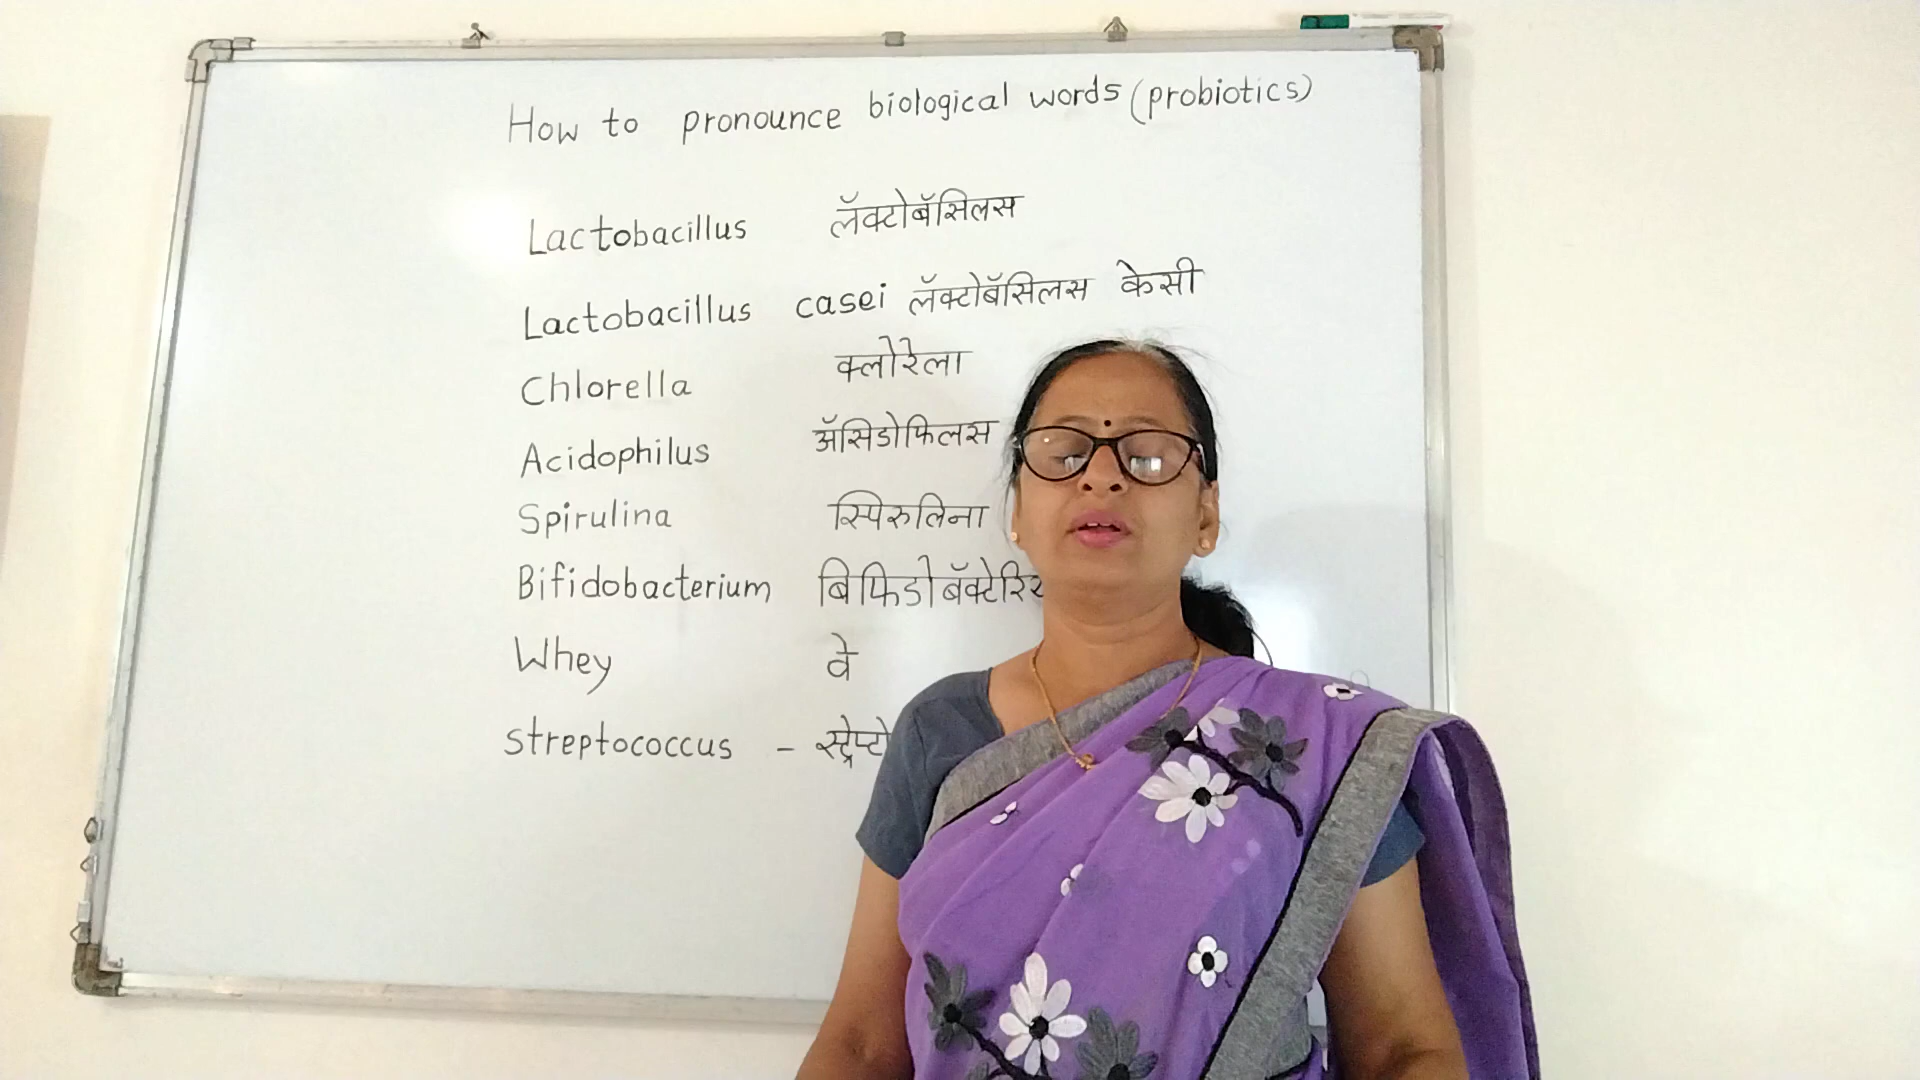 How to pronounce biological words (probiotics)
Lactobacillus लॅक्टोबॅसिलस
Lactobacillus casei लॅक्टोबॅसिलस केसी
Chlorella क्लोरेला
Acidophilus ॲसिडोफिलस
Spirulina स्पिरुलिना
Bifidobacterium
Whey वे
Streptococcus -